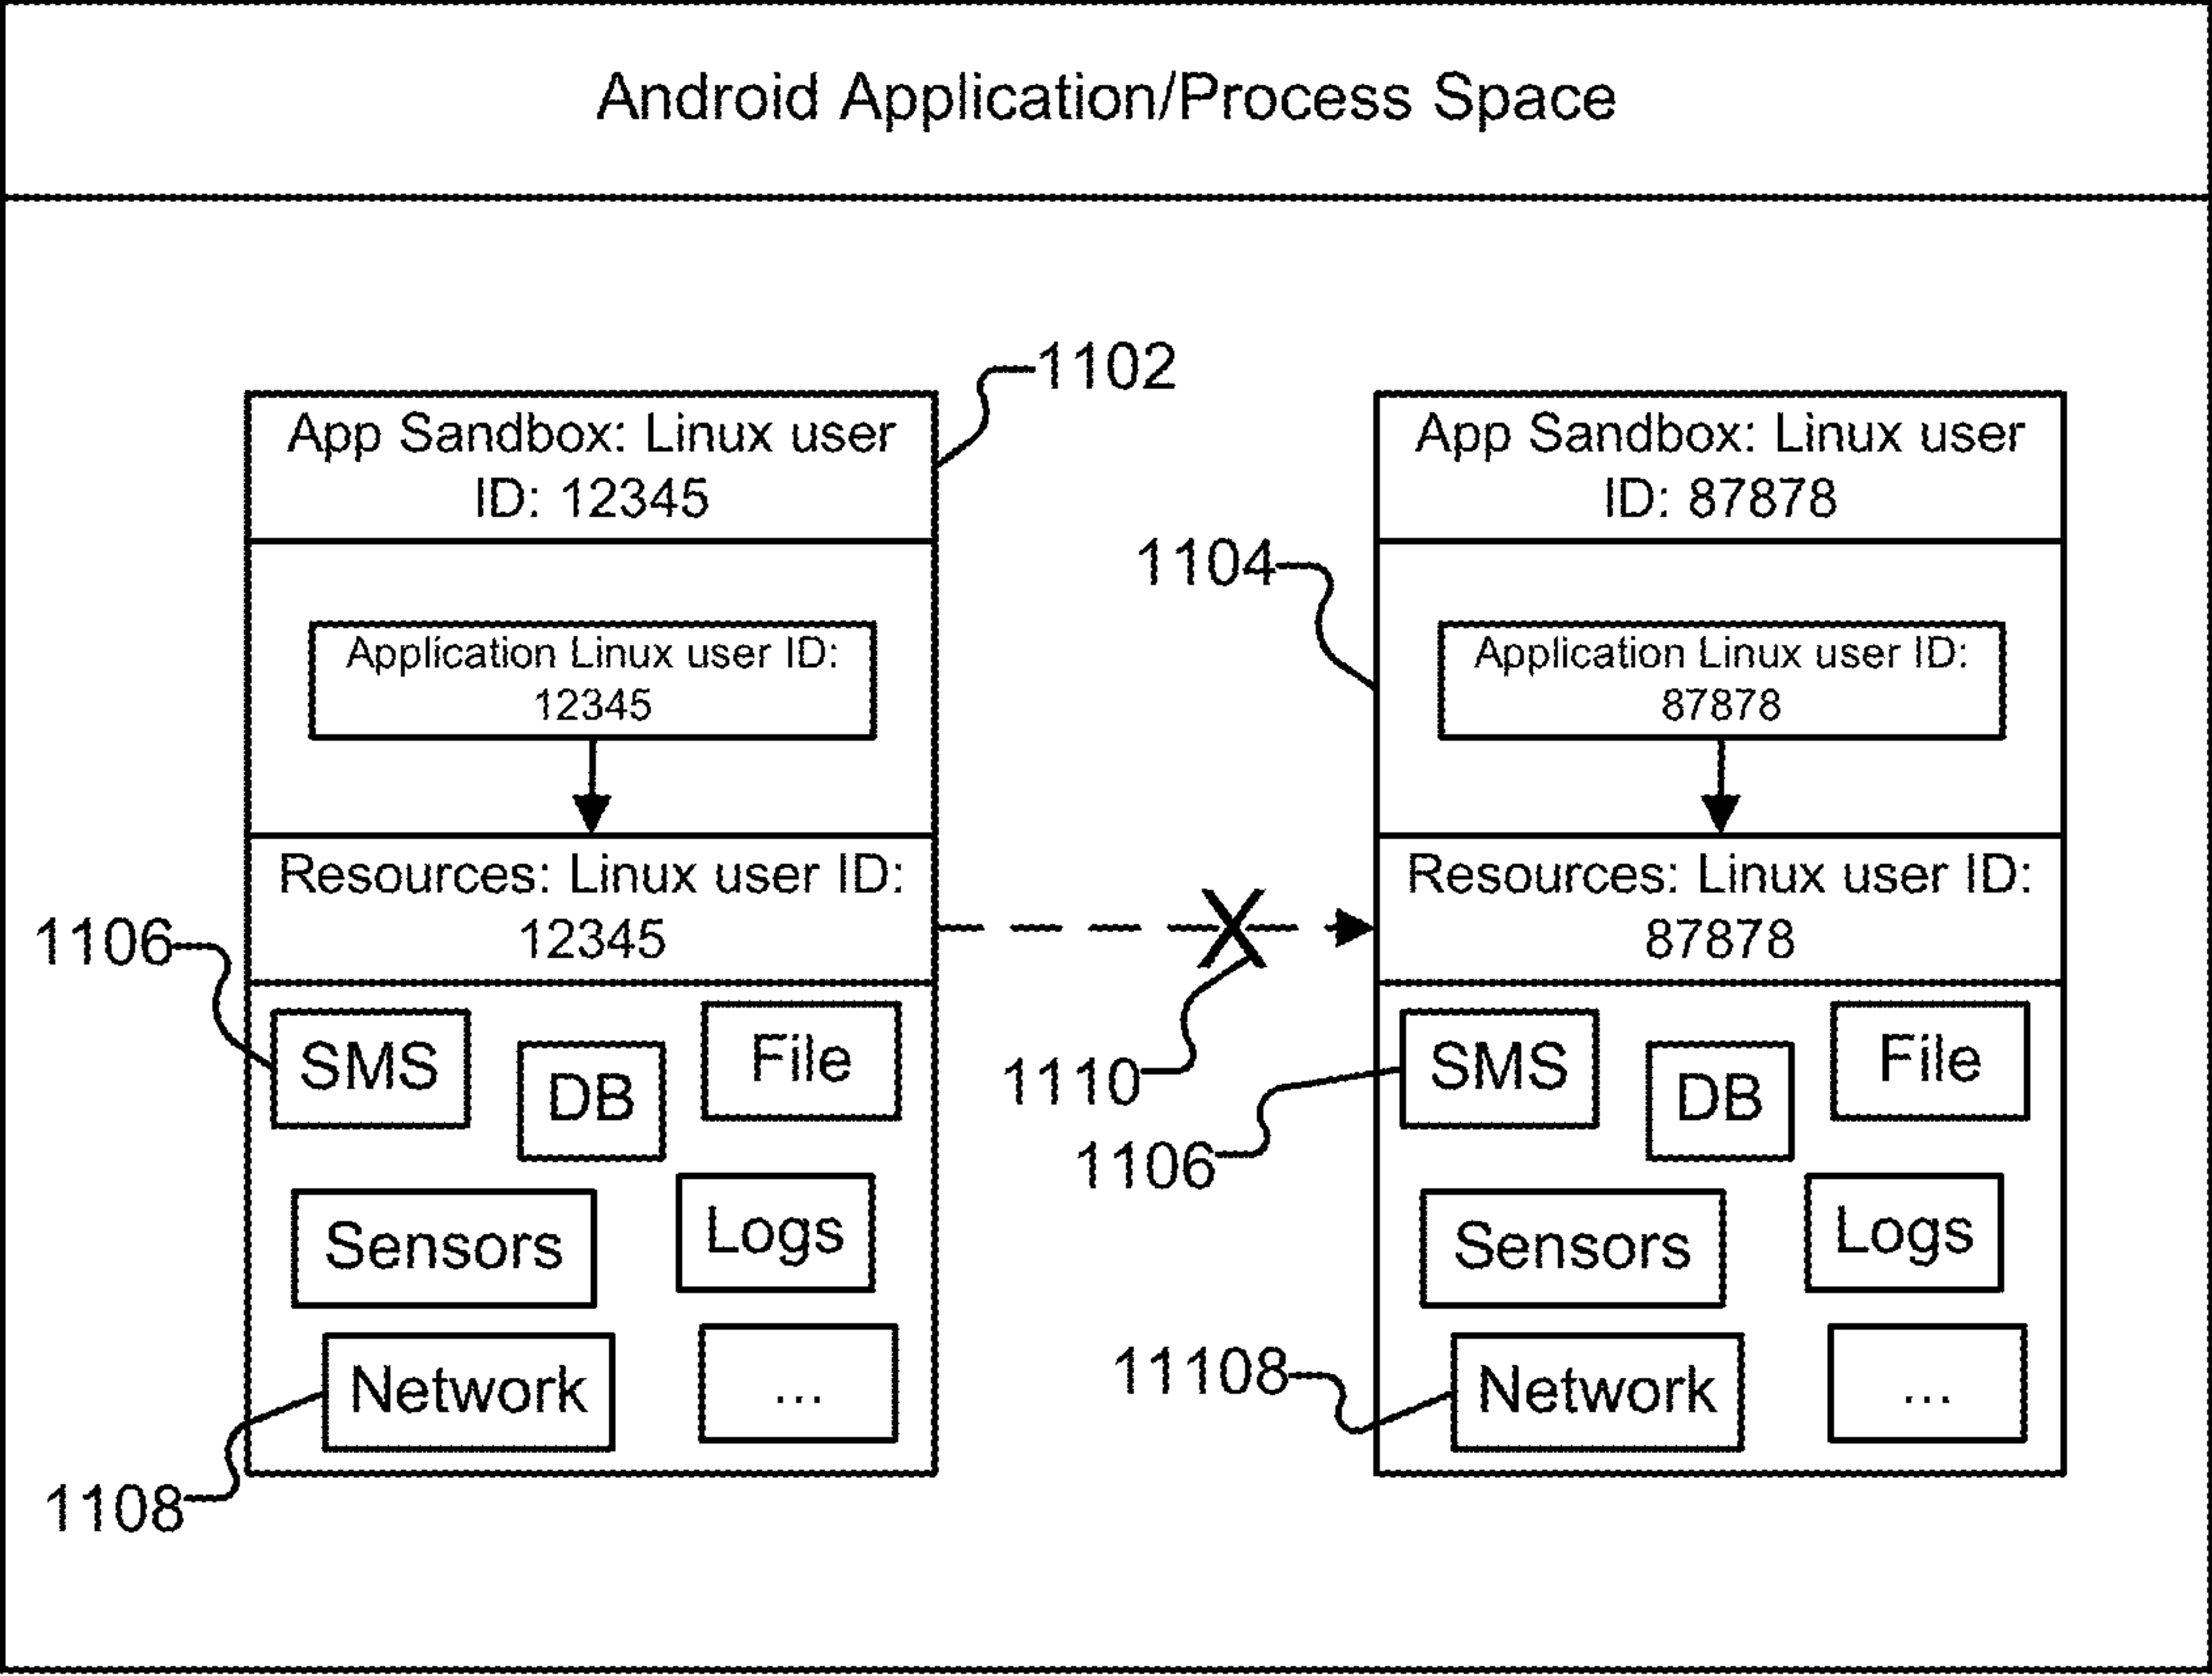 Android Application/Process Space
1102
App Sandbox: Linux user
ID: 12345
App Sandbox: Linux user
ID: 87878
1104
Application Linux user ID:
12345
Application Linux user ID:
87878
Resources: Linux user ID:
12345
Resources: Linux user ID:
87878
1106
X
1110
SMS
DB
File
Sensors
Logs
Network
...
1108
1106
SMS
DB
File
Sensors
Logs
11108
Network
...